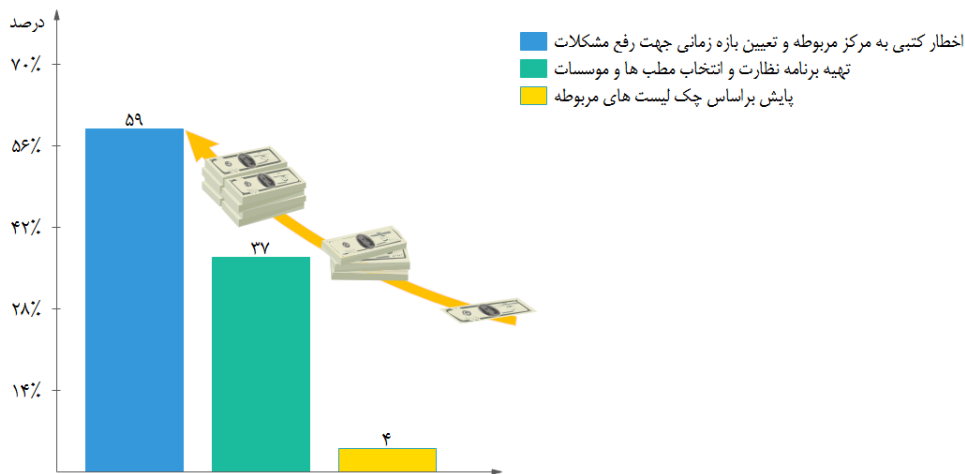 درصد
۷۰٪
۵۶٪
۴۲٪
۲۸٪
۱۴٪
۵۹
۳۷
۴
اخطار کتبی به مرکز مربوطه و تعیین بازه زمانی جهت رفع مشکلات
تهیه برنامه نظارت و انتخاب مطب ها و موسسات
پایش براساس چک لیست های مربوطه